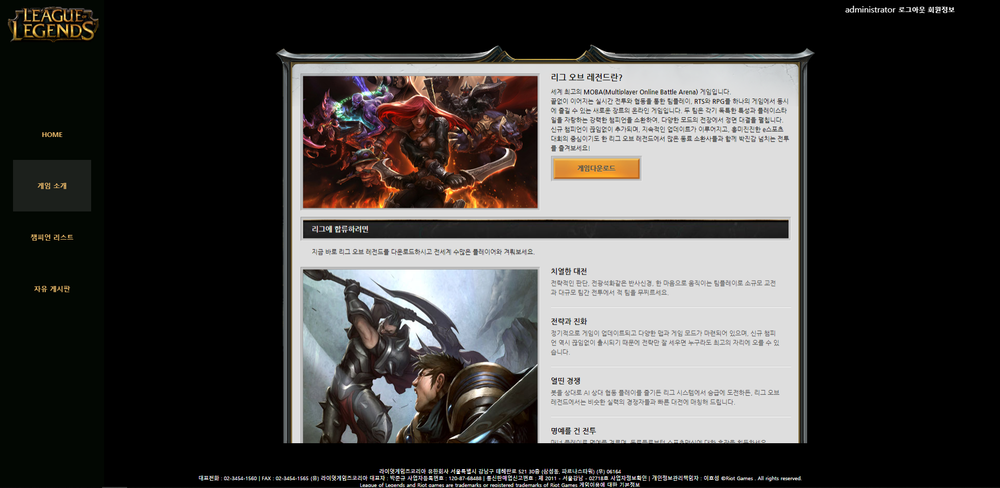 LEAGUE OF
LEGENDS
administrator 로그아웃 회원정보
HOME
게임 소개
챔피언 리스트
자유 게시판
리그 오브 레전드란?
세계 최고의 MOBA(Multiplayer Online Battle Arena) 게임입니다.
끝없이 이어지는 실시간 전투와 협동을 통한 팀플레이, RTS와 RPG를 하나의 게임에서 동시
에 즐길 수 있는 새로운 장르의 온라인 게임입니다. 두 팀은 각기 독특한 특성과 플레이스타
일을 자랑하는 강력한 챔피언을 소환하여, 다양한 모드의 전장에서 정면 대결을 펼칩니다.
신규 챔피언이 끊임없이 추가되며, 지속적인 업데이트가 이루어지고, 흥미진진한 e스포츠
대회의 중심이기도 한 리그 오브 레전드에서 많은 동료 소환사들과 함께 박진감 넘치는 전투
를 즐겨보세요!
게임다운로드
리그에 합류하려면
지금 바로 리그 오브 레전드를 다운로드하시고 전세계 수많은 플레이어와 겨뤄보세요.
치열한 대전
전략적인 판단, 전광석화같은 반사신경, 한 마음으로 움직이는 팀플레이로 소규모 교전
과 대규모 팀간 전투에서 적 팀을 무찌르세요.
전략과 진화
정기적으로 게임이 업데이트되고 다양한 맵과 게임 모드가 마련되어 있으며, 신규 챔피
언 역시 끊임없이 출시되기 때문에 전략만 잘 세우면 누구라도 최고의 자리에 오를 수 있
습니다.
열띤 경쟁
봇을 상대로 AI 상대 협동 플레이를 즐기든 리그 시스템에서 승급에 도전하든, 리그 오브
레전드에서는 비슷한 실력의 경쟁자들과 빠른 대전에 매칭해 드립니다.
명예를 건 전투
매너 플레이로 명예를 겨루며, 동료들로부터 스포츠맨십에 대한 훈장을 획득하세요.
라이엇게임즈코리아 유한회사 서울특별시 강남구 테헤란로 521 30층 (삼성동, 파르나스타워) (우) 06164
대표전화 : 02-3454-1560 | FAX : 02-3454-1565 (유) 라이엇게임즈코리아 대표자 : 박준규 사업자등록번호 : 120-87-68488 | 통신판매업신고번호 : 제 2011 - 서울강남 - 02718호 사업자정보확인 | 개인정보관리책임자 : 이효성 ©Riot Games . All rights reserved.
League of Legends and Riot games are trademarks or registered trademarks of Riot Games 게임이용에 대한 기본정보